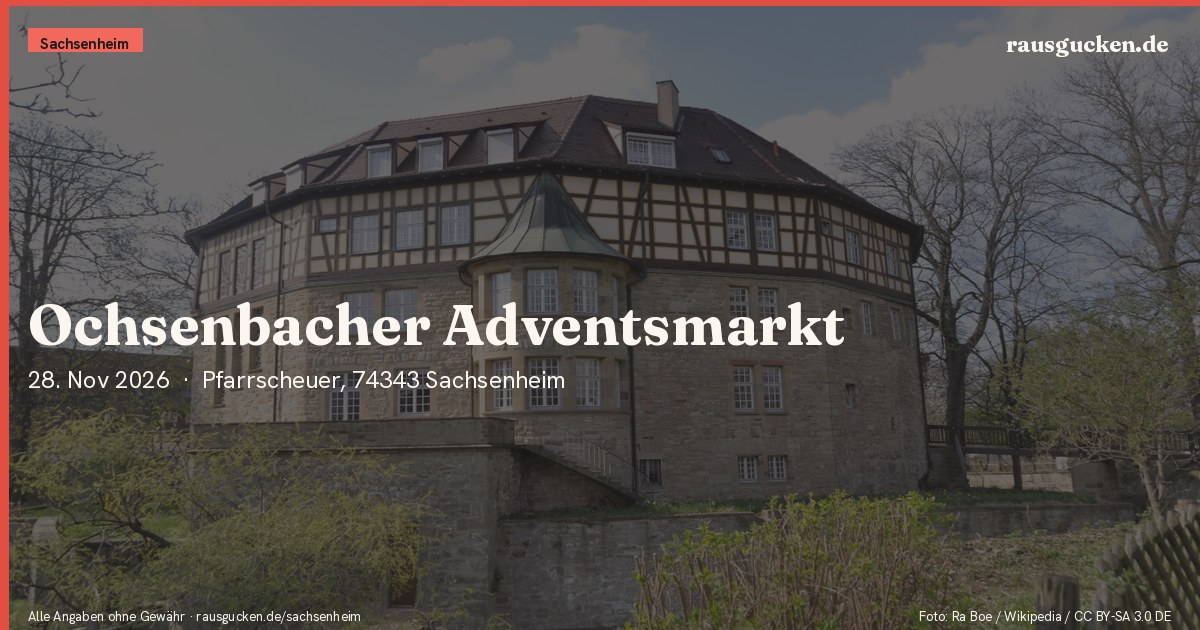 Sachsenheim
rausgucken.de
Ochsenbacher Adventsmarkt
28. Nov 2026 · Pfarrscheuer, 74343 Sachsenheim
Alle Angaben ohne Gewähr · rausgucken.de/sachsenheim
Foto: Ra Boe / Wikipedia / CC BY-SA 3.0 DE